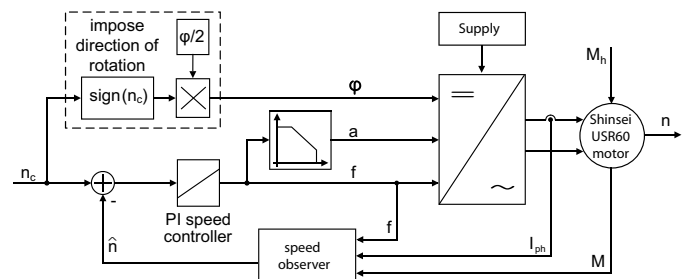 impose
direction of
rotation
φ/2
sign(n_c)
Supply
M_h
φ
a
f
Shinsei
USR60
motor
n
n_c
-
PI speed
controller
n̂
f
speed
observer
I_ph
M